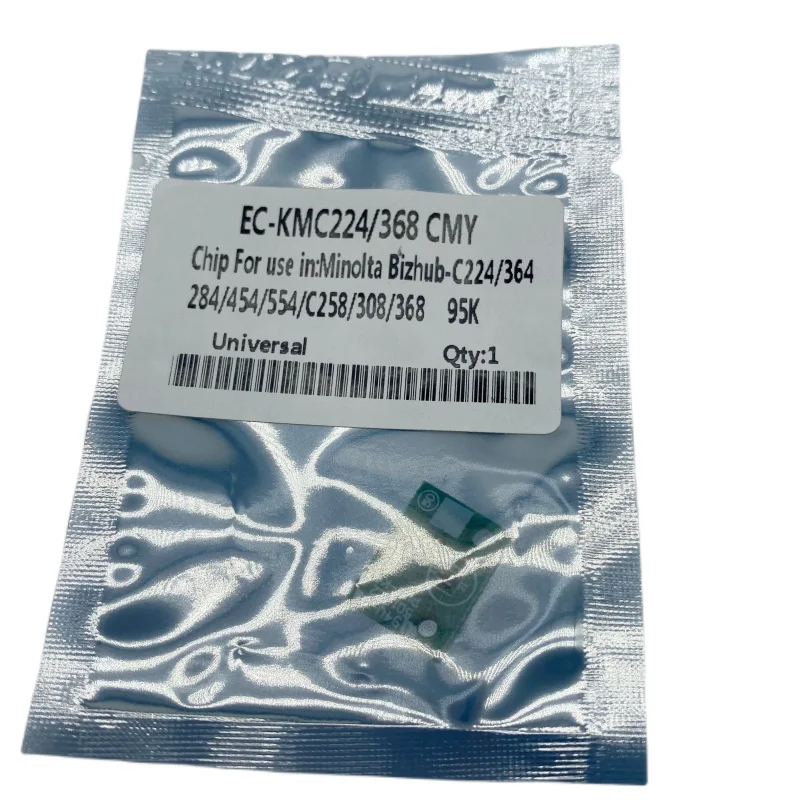 EC-KMC224/368 CMY
Chip For use in:Minolta Bizhub-C224/364
284/454/554/C258/308/368 95K
Universal Qty:1